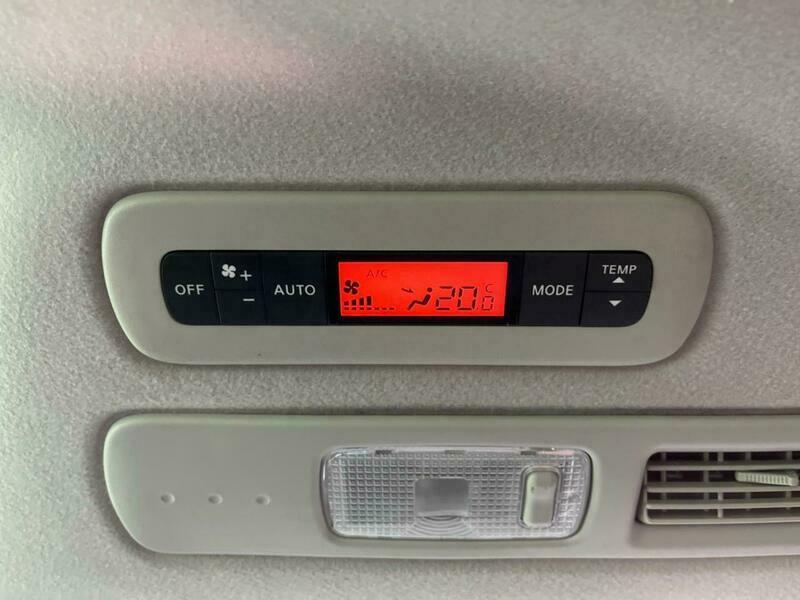 OFF
+
−
AUTO
A/C
20.0 °C
MODE
TEMP